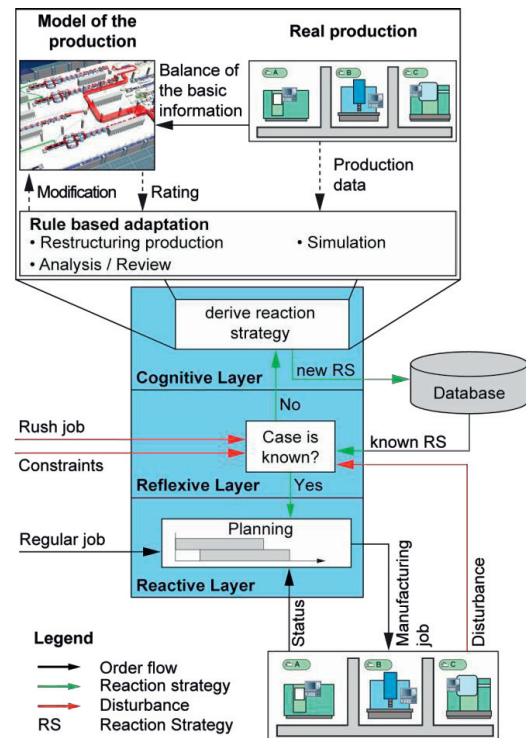 Model of the
production
Real production
Balance of
the basic
information
A
B
C
Modification
Rating
Production
data
Rule based adaptation
• Restructuring production
• Simulation
• Analysis / Review
derive reaction
strategy
Cognitive Layer
new RS
Database
No
Rush job
Constraints
Case is
known?
known RS
Reflexive Layer
Yes
Regular job
Planning
Reactive Layer
Status
Manufacturing
job
Disturbance
A
B
C
Legend
Order flow
Reaction strategy
Disturbance
RS Reaction Strategy